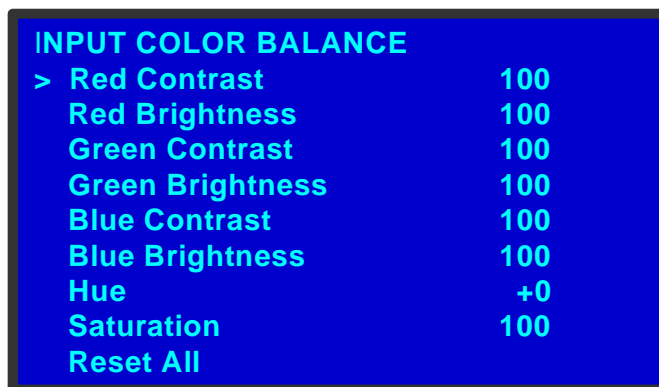 INPUT COLOR BALANCE
> Red Contrast 100
Red Brightness 100
Green Contrast 100
Green Brightness 100
Blue Contrast 100
Blue Brightness 100
Hue +0
Saturation 100
Reset All